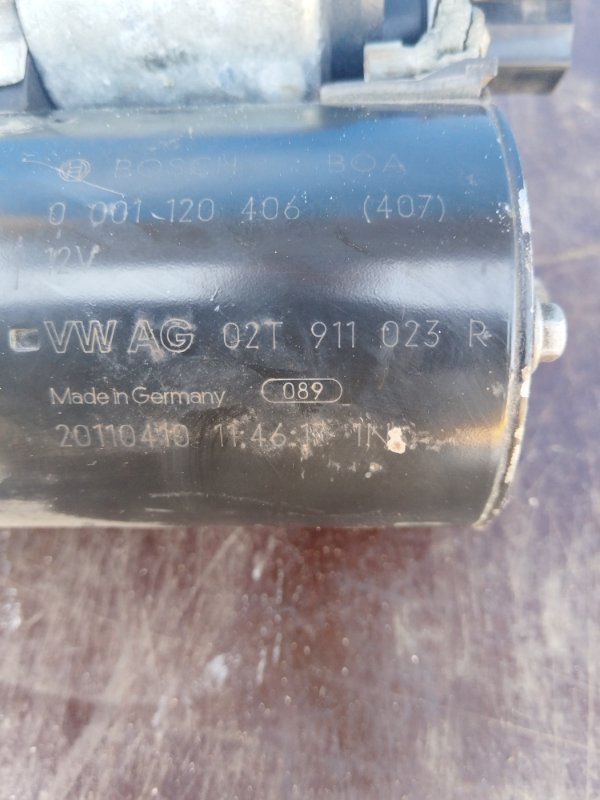 BOSCH BOA
0 001 120 406 (407)
12V
VW AG 02T 911 023 R
Made in Germany 089
20110410 11:46:1